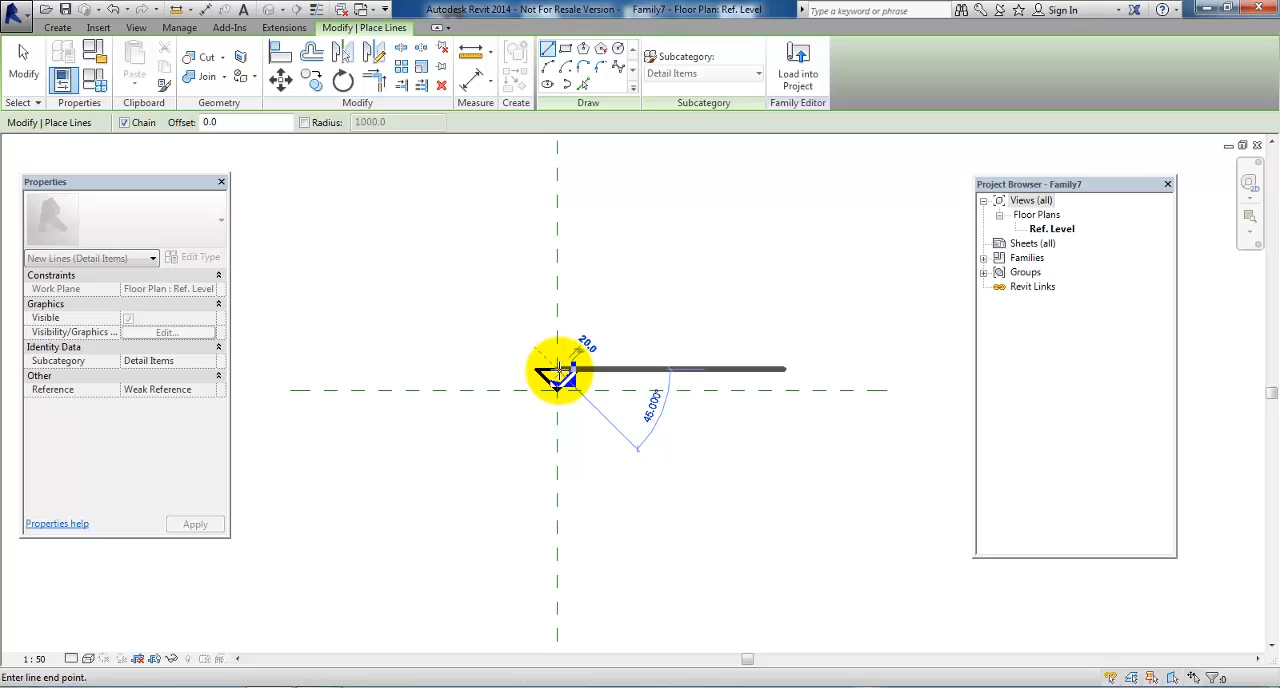 Autodesk Revit 2014 - Not For Resale Version - Family7 - Floor Plan: Ref. Level
Type a keyword or phrase
Sign In
Create Insert View Manage Add-Ins Extensions Modify | Place Lines
Modify
Paste
Cut
Join
Load into Project
Subcategory:
Detail Items
Select Properties Clipboard Geometry Modify Measure Create Draw Subcategory Family Editor
Modify | Place Lines Chain Offset: 0.0 Radius: 1000.0
Properties
New Lines (Detail Items) Edit Type
Constraints
Work Plane Floor Plan : Ref. Level
Graphics
Visible
Visibility/Graphics ... Edit...
Identity Data
Subcategory Detail Items
Other
Reference Weak Reference
Properties help Apply
20.0
45.000°
Project Browser - Family7
Views (all)
Floor Plans
Ref. Level
Sheets (all)
Families
Groups
Revit Links
2D
1 : 50
Enter line end point.
:0